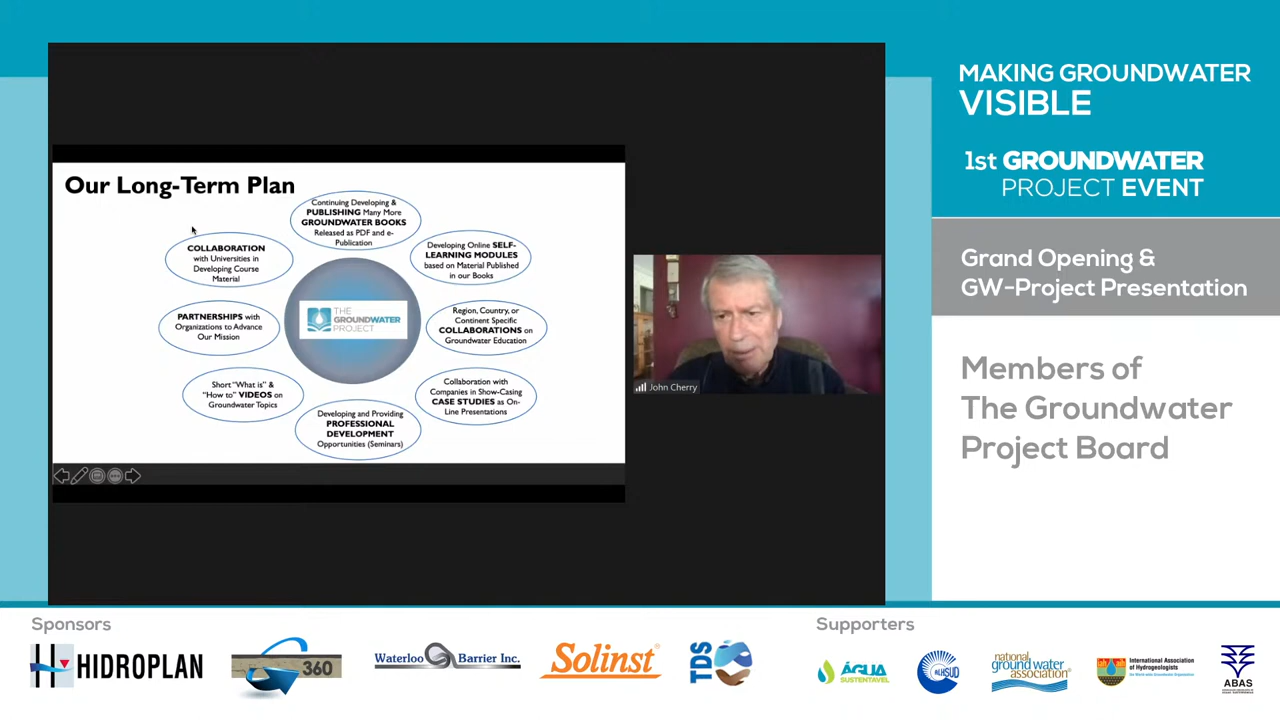 MAKING GROUNDWATER
VISIBLE
1st GROUNDWATER
PROJECT EVENT
Grand Opening &
GW-Project Presentation
Members of
The Groundwater
Project Board
Our Long-Term Plan
Continuing Developing &
PUBLISHING Many More
GROUNDWATER BOOKS
Released as PDF and e-
Publication
Developing Online SELF-
LEARNING MODULES
based on Material Published
in our Books
Region, Country, or
Continent Specific
COLLABORATIONS on
Groundwater Education
Collaboration with
Companies in Show-Casing
CASE STUDIES as On-
Line Presentations
Developing and Providing
PROFESSIONAL
DEVELOPMENT
Opportunities (Seminars)
Short "What is" &
"How to" VIDEOS on
Groundwater Topics
PARTNERSHIPS with
Organizations to Advance
Our Mission
COLLABORATION
with Universities in
Developing Course
Material
THE
GROUNDWATER
PROJECT
John Cherry
Sponsors
HIDROPLAN
360
Waterloo Barrier Inc.
Solinst
TDS
Supporters
ÁGUA
SUSTENTÁVEL
ALHSUD
national
ground water
association
International Association
of Hydrogeologists
ABAS